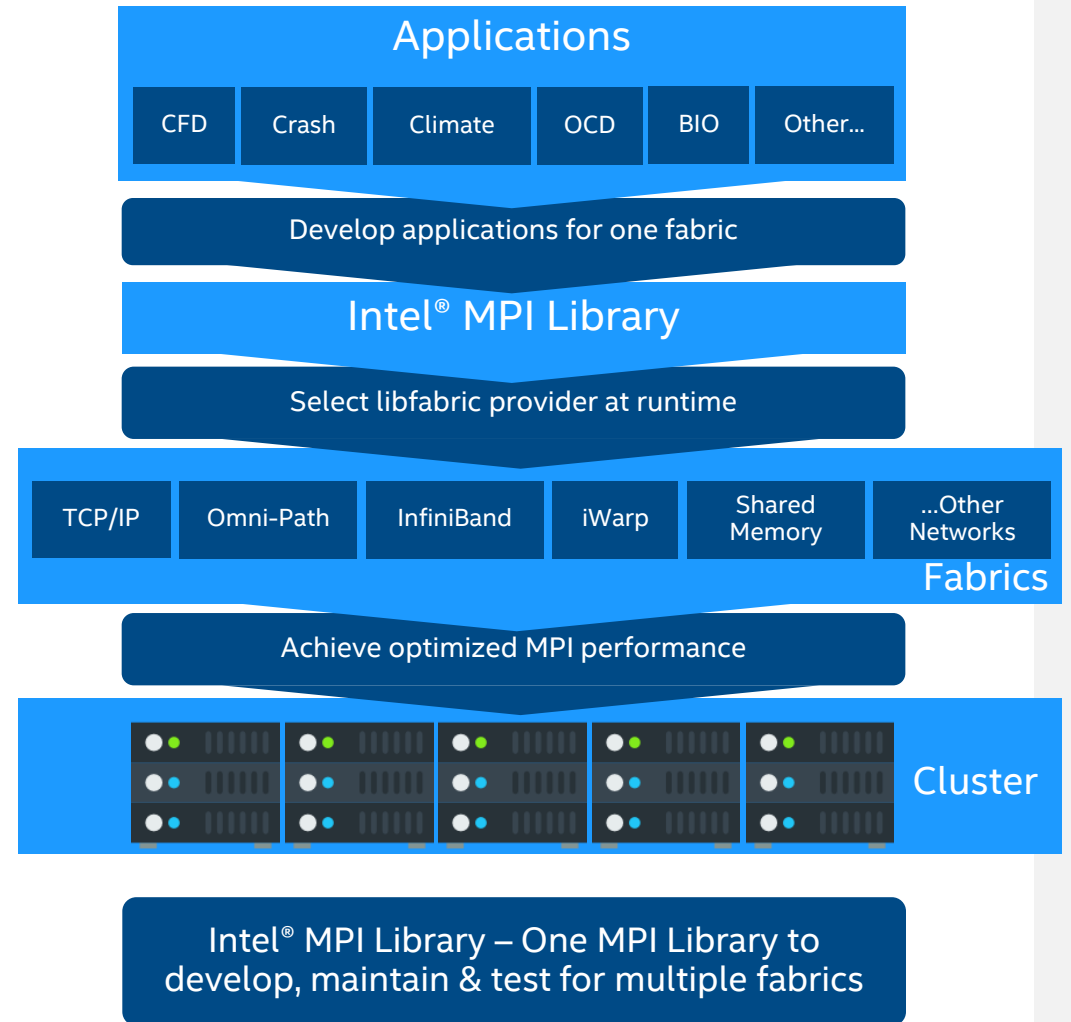 Applications
CFD
Crash
Climate
OCD
BIO
Other...
Develop applications for one fabric
Intel® MPI Library
Select libfabric provider at runtime
TCP/IP
Omni-Path
InfiniBand
iWarp
Shared
Memory
...Other
Networks
Fabrics
Achieve optimized MPI performance
Cluster
Intel® MPI Library – One MPI Library to
develop, maintain & test for multiple fabrics